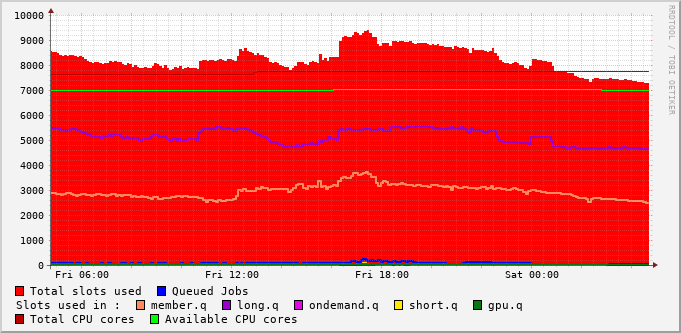 10000
9000
8000
7000
6000
5000
4000
3000
2000
1000
0
Fri 06:00 Fri 12:00 Fri 18:00 Sat 00:00
RRDTOOL / TOBI OETIKER
Total slots used Queued Jobs
Slots used in : member.q long.q ondemand.q short.q gpu.q
Total CPU cores Available CPU cores